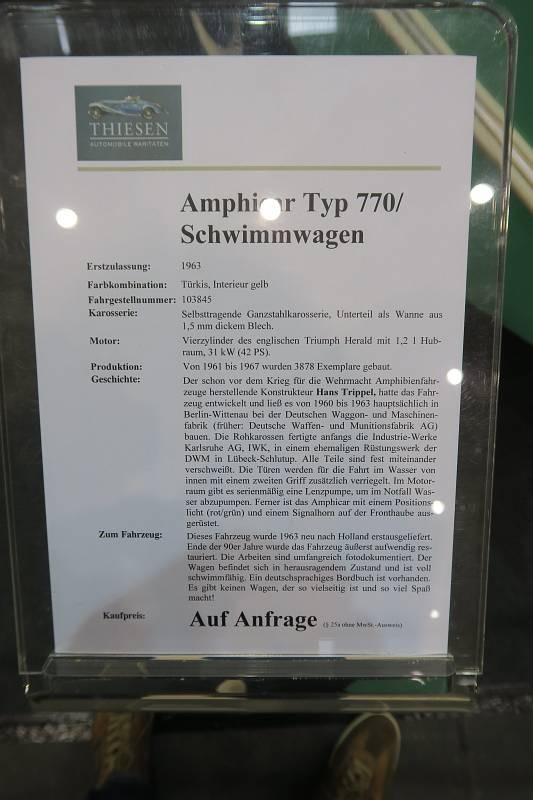 THIESEN
AUTOMOBILE RARITÄTEN
Amphicar Typ 770/
Schwimmwagen
Erstzulassung: 1963
Farbkombination: Türkis, Interieur gelb
Fahrgestellnummer: 103845
Karosserie: Selbsttragende Ganzstahlkarosserie, Unterteil als Wanne aus
1,5 mm dickem Blech.
Motor: Vierzylinder des englischen Triumph Herald mit 1,2 l Hub-
raum, 31 kW (42 PS).
Produktion: Von 1961 bis 1967 wurden 3878 Exemplare gebaut.
Geschichte: Der schon vor dem Krieg für die Wehrmacht Amphibienfahr-
zeuge herstellende Konstrukteur Hans Trippel, hatte das Fahr-
zeug entwickelt und ließ es von 1960 bis 1963 hauptsächlich in
Berlin-Wittenau bei der Deutschen Waggon- und Maschinen-
fabrik (früher: Deutsche Waffen- und Munitionsfabrik AG)
bauen. Die Rohkarossen fertigte anfangs die Industrie-Werke
Karlsruhe AG, IWK, in einem ehemaligen Rüstungswerk der
DWM in Lübeck-Schlutup. Alle Teile sind fest miteinander
verschweißt. Die Türen werden für die Fahrt im Wasser von
innen mit einem zweiten Griff zusätzlich verriegelt. Im Motor-
raum gibt es serienmäßig eine Lenzpumpe, um im Notfall Was-
ser abzupumpen. Ferner ist das Amphicar mit einem Positions-
licht (rot/grün) und einem Signalhorn auf der Fronthaube aus-
gerüstet.
Zum Fahrzeug: Dieses Fahrzeug wurde 1963 neu nach Holland erstausgeliefert.
Ende der 90er Jahre wurde das Fahrzeug äußerst aufwendig res-
tauriert. Die Arbeiten sind umfangreich fotodokumentiert. Der
Wagen befindet sich in herausragendem Zustand und ist voll
schwimmfähig. Ein deutschsprachiges Bordbuch ist vorhanden.
Es gibt keinen Wagen, der so vielseitig ist und so viel Spaß
macht!
Kaufpreis: Auf Anfrage (§ 25a ohne MwSt.-Ausweis)